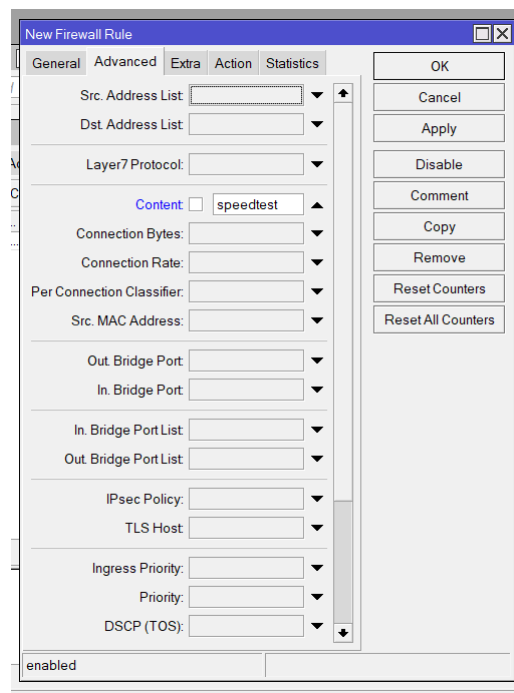 New Firewall Rule
General Advanced Extra Action Statistics
Src. Address List:
Dst. Address List:
Layer7 Protocol:
Content: speedtest
Connection Bytes:
Connection Rate:
Per Connection Classifier:
Src. MAC Address:
Out. Bridge Port:
In. Bridge Port:
In. Bridge Port List:
Out. Bridge Port List:
IPsec Policy:
TLS Host:
Ingress Priority:
Priority:
DSCP (TOS):
enabled
OK
Cancel
Apply
Disable
Comment
Copy
Remove
Reset Counters
Reset All Counters